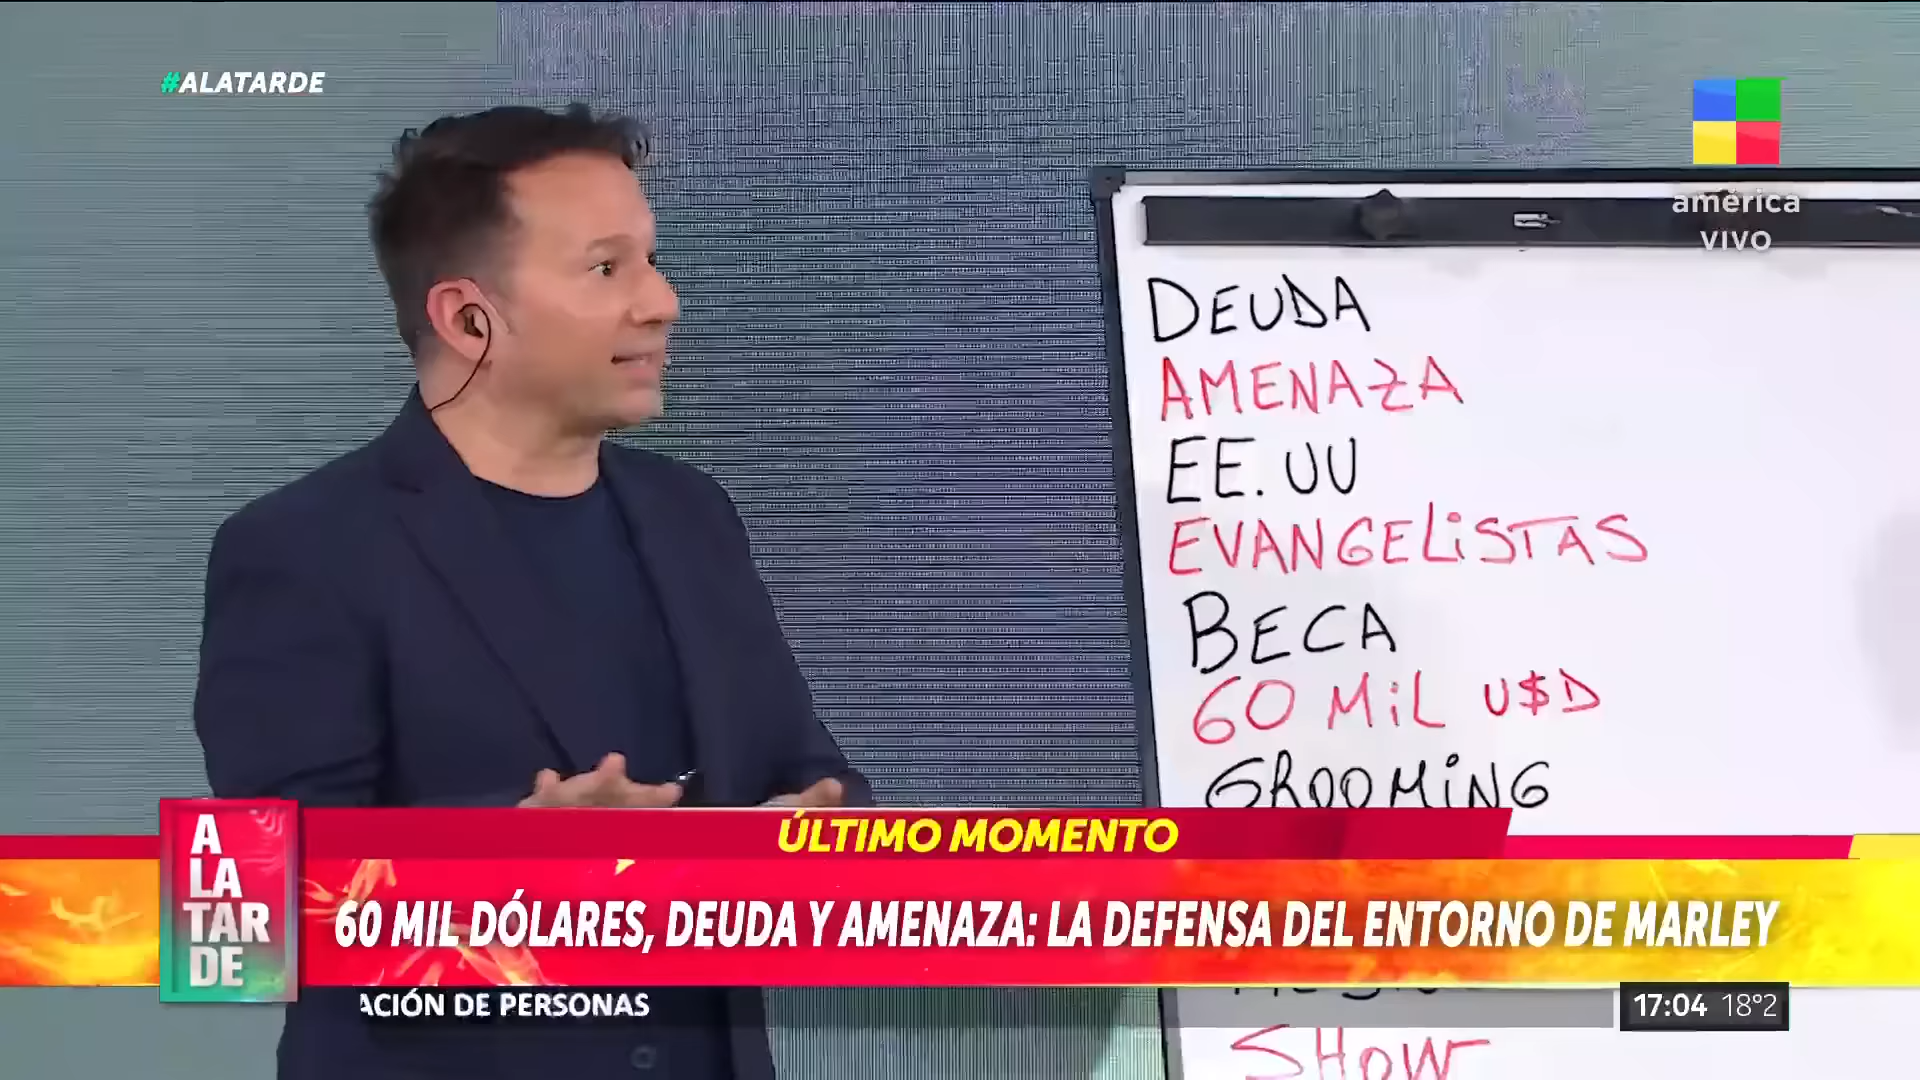 #ALATARDE
américa
VIVO
DEUDA
AMENAZA
EE.UU
EVANGELISTAS
BECA
60 MIL U$D
GROOMING
SHOW
ÚLTIMO MOMENTO
A
LA
TAR
DE
60 MIL DÓLARES, DEUDA Y AMENAZA: LA DEFENSA DEL ENTORNO DE MARLEY
ACIÓN DE PERSONAS
17:04 18°2